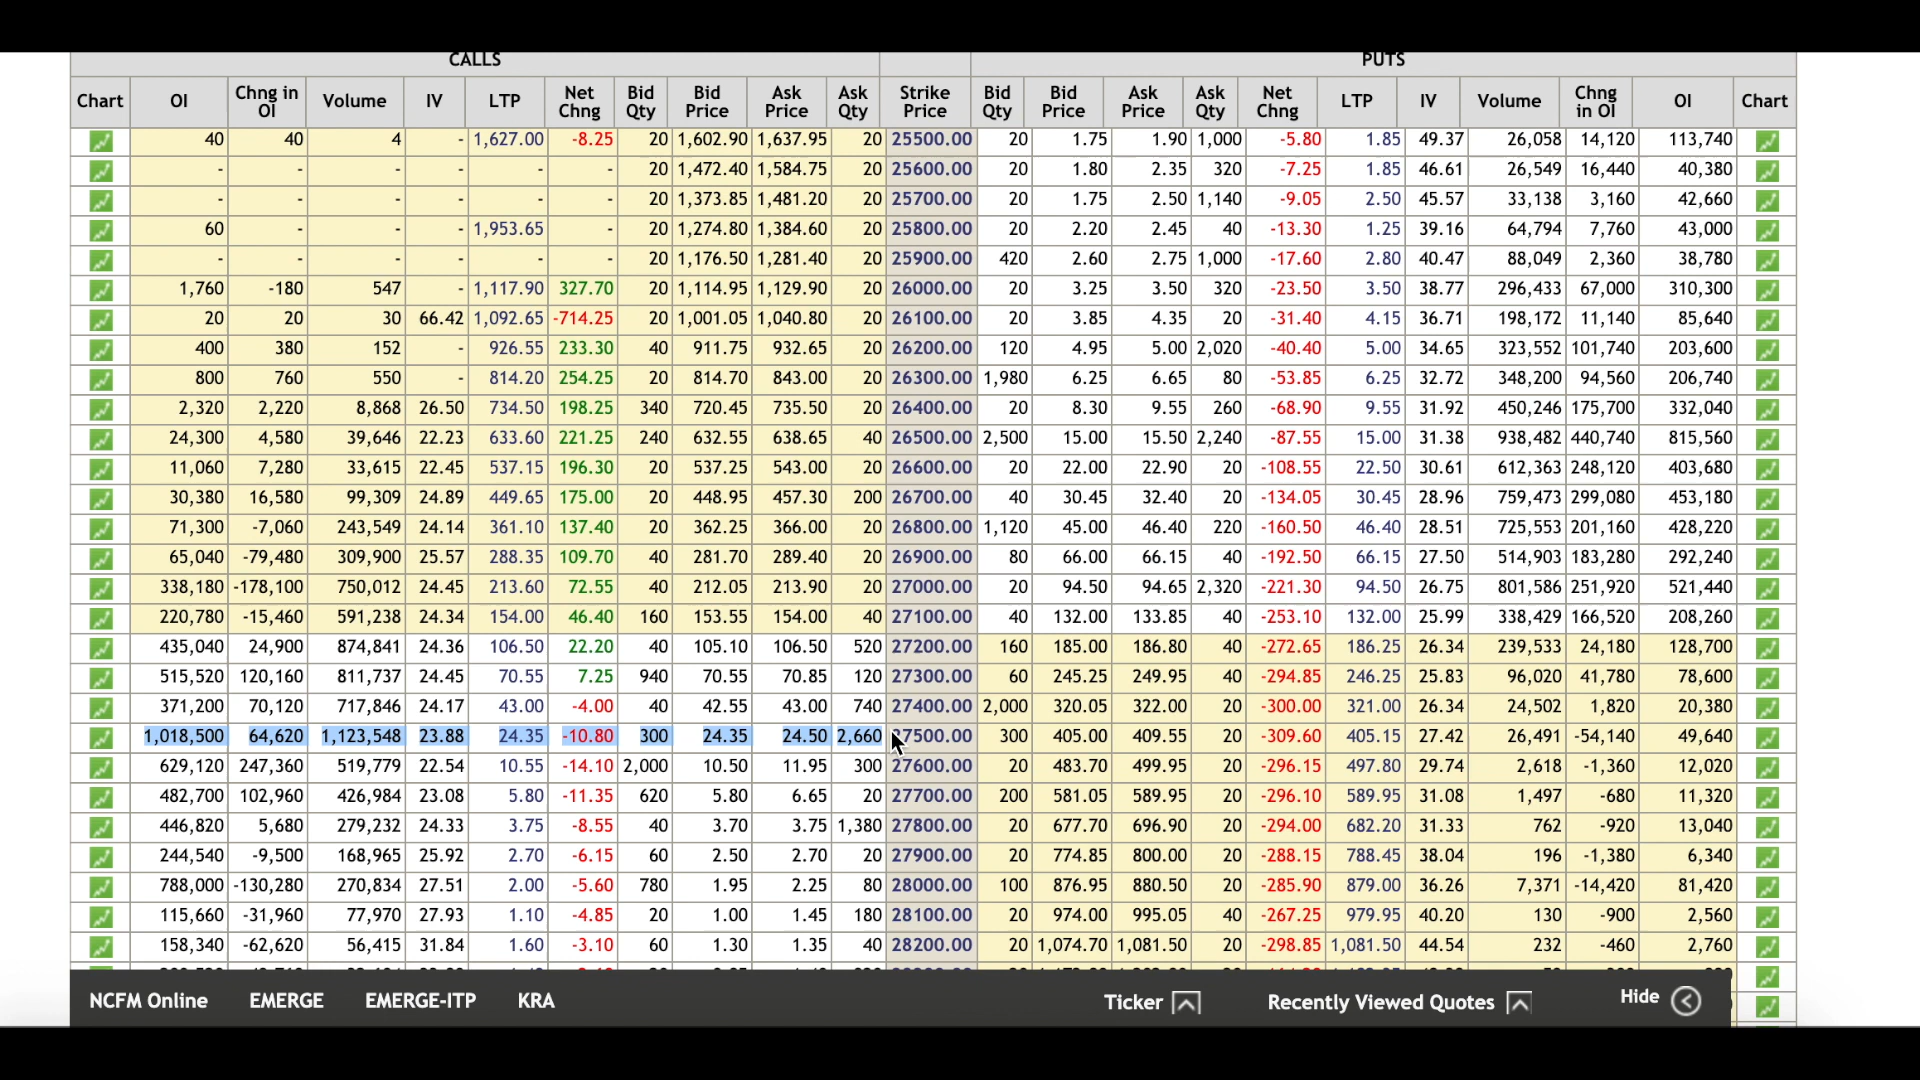 CALLS PUTS
Chart OI Chng in OI Volume IV LTP Net Chng Bid Qty Bid Price Ask Price Ask Qty Strike Price Bid Qty Bid Price Ask Price Ask Qty Net Chng LTP IV Volume Chng in OI OI Chart
40 40 4 - 1,627.00 -8.25 20 1,602.90 1,637.95 20 25500.00 20 1.75 1.90 1,000 -5.80 1.85 49.37 26,058 14,120 113,740
- - - - - - 20 1,472.40 1,584.75 20 25600.00 20 1.80 2.35 320 -7.25 1.85 46.61 26,549 16,440 40,380
- - - - - - 20 1,373.85 1,481.20 20 25700.00 20 1.75 2.50 1,140 -9.05 2.50 45.57 33,138 3,160 42,660
60 - - - 1,953.65 - 20 1,274.80 1,384.60 20 25800.00 20 2.20 2.45 40 -13.30 1.25 39.16 64,794 7,760 43,000
- - - - - - 20 1,176.50 1,281.40 20 25900.00 420 2.60 2.75 1,000 -17.60 2.80 40.47 88,049 2,360 38,780
1,760 -180 547 - 1,117.90 327.70 20 1,114.95 1,129.90 20 26000.00 20 3.25 3.50 320 -23.50 3.50 38.77 296,433 67,000 310,300
20 20 30 66.42 1,092.65 -714.25 20 1,001.05 1,040.80 20 26100.00 20 3.85 4.35 20 -31.40 4.15 36.71 198,172 11,140 85,640
400 380 152 - 926.55 233.30 40 911.75 932.65 20 26200.00 120 4.95 5.00 2,020 -40.40 5.00 34.65 323,552 101,740 203,600
800 760 550 - 814.20 254.25 20 814.70 843.00 20 26300.00 1,980 6.25 6.65 80 -53.85 6.25 32.72 348,200 94,560 206,740
2,320 2,220 8,868 26.50 734.50 198.25 340 720.45 735.50 20 26400.00 20 8.30 9.55 260 -68.90 9.55 31.92 450,246 175,700 332,040
24,300 4,580 39,646 22.23 633.60 221.25 240 632.55 638.65 40 26500.00 2,500 15.00 15.50 2,240 -87.55 15.00 31.38 938,482 440,740 815,560
11,060 7,280 33,615 22.45 537.15 196.30 20 537.25 543.00 20 26600.00 20 22.00 22.90 20 -108.55 22.50 30.61 612,363 248,120 403,680
30,380 16,580 99,309 24.89 449.65 175.00 20 448.95 457.30 200 26700.00 40 30.45 32.40 20 -134.05 30.45 28.96 759,473 299,080 453,180
71,300 -7,060 243,549 24.14 361.10 137.40 20 362.25 366.00 20 26800.00 1,120 45.00 46.40 220 -160.50 46.40 28.51 725,553 201,160 428,220
65,040 -79,480 309,900 25.57 288.35 109.70 40 281.70 289.40 20 26900.00 80 66.00 66.15 40 -192.50 66.15 27.50 514,903 183,280 292,240
338,180 -178,100 750,012 24.45 213.60 72.55 40 212.05 213.90 20 27000.00 20 94.50 94.65 2,320 -221.30 94.50 26.75 801,586 251,920 521,440
220,780 -15,460 591,238 24.34 154.00 46.40 160 153.55 154.00 40 27100.00 40 132.00 133.85 40 -253.10 132.00 25.99 338,429 166,520 208,260
435,040 24,900 874,841 24.36 106.50 22.20 40 105.10 106.50 520 27200.00 160 185.00 186.80 40 -272.65 186.25 26.34 239,533 24,180 128,700
515,520 120,160 811,737 24.45 70.55 7.25 940 70.55 70.85 120 27300.00 60 245.25 249.95 40 -294.85 246.25 25.83 96,020 41,780 78,600
371,200 70,120 717,846 24.17 43.00 -4.00 40 42.55 43.00 740 27400.00 2,000 320.05 322.00 20 -300.00 321.00 26.34 24,502 1,820 20,380
1,018,500 64,620 1,123,548 23.88 24.35 -10.80 300 24.35 24.50 2,660 27500.00 300 405.00 409.55 20 -309.60 405.15 27.42 26,491 -54,140 49,640
629,120 247,360 519,779 22.54 10.55 -14.10 2,000 10.50 11.95 300 27600.00 20 483.70 499.95 20 -296.15 497.80 29.74 2,618 -1,360 12,020
482,700 102,960 426,984 23.08 5.80 -11.35 620 5.80 6.65 20 27700.00 200 581.05 589.95 20 -296.10 589.95 31.08 1,497 -680 11,320
446,820 5,680 279,232 24.33 3.75 -8.55 40 3.70 3.75 1,380 27800.00 20 677.70 696.90 20 -294.00 682.20 31.33 762 -920 13,040
244,540 -9,500 168,965 25.92 2.70 -6.15 60 2.50 2.70 20 27900.00 20 774.85 800.00 20 -288.15 788.45 38.04 196 -1,380 6,340
788,000 -130,280 270,834 27.51 2.00 -5.60 780 1.95 2.25 80 28000.00 100 876.95 880.50 20 -285.90 879.00 36.26 7,371 -14,420 81,420
115,660 -31,960 77,970 27.93 1.10 -4.85 20 1.00 1.45 180 28100.00 20 974.00 995.05 40 -267.25 979.95 40.20 130 -900 2,560
158,340 -62,620 56,415 31.84 1.60 -3.10 60 1.30 1.35 40 28200.00 20 1,074.70 1,081.50 20 -298.85 1,081.50 44.54 232 -460 2,760
NCFM Online EMERGE EMERGE-ITP KRA Ticker Recently Viewed Quotes Hide